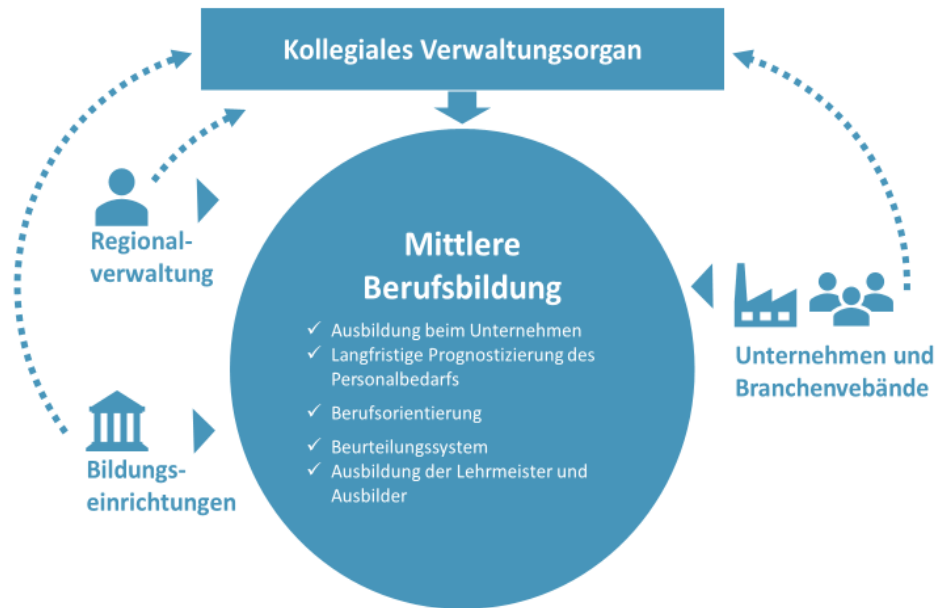 Kollegiales Verwaltungsorgan
Regional-
verwaltung
Mittlere
Berufsbildung
✓ Ausbildung beim Unternehmen
✓ Langfristige Prognostizierung des
Personalbedarfs
✓ Berufsorientierung
✓ Beurteilungssystem
✓ Ausbildung der Lehrmeister und
Ausbilder
Unternehmen und
Branchenvebände
Bildungs-
einrichtungen